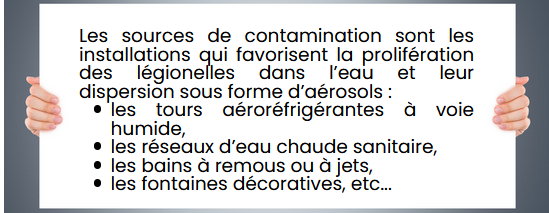 Les sources de contamination sont les
installations qui favorisent la prolifération
des légionelles dans l'eau et leur
dispersion sous forme d'aérosols :
• les tours aéroréfrigérantes à voie
humide,
• les réseaux d'eau chaude sanitaire,
• les bains à remous ou à jets,
• les fontaines décoratives, etc...